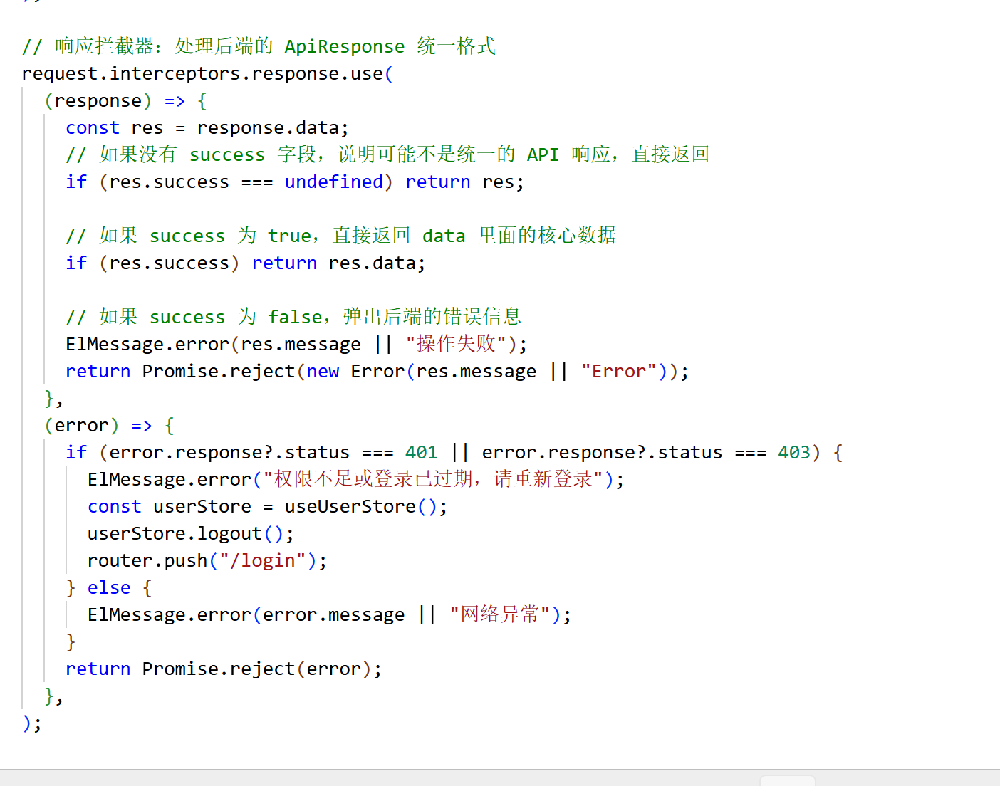 // 响应拦截器：处理后端的 ApiResponse 统一格式
request.interceptors.response.use(
  (response) => {
    const res = response.data;
    // 如果没有 success 字段，说明可能不是统一的 API 响应，直接返回
    if (res.success === undefined) return res;

    // 如果 success 为 true，直接返回 data 里面的核心数据
    if (res.success) return res.data;

    // 如果 success 为 false，弹出后端的错误信息
    ElMessage.error(res.message || "操作失败");
    return Promise.reject(new Error(res.message || "Error"));
  },
  (error) => {
    if (error.response?.status === 401 || error.response?.status === 403) {
      ElMessage.error("权限不足或登录已过期，请重新登录");
      const userStore = useUserStore();
      userStore.logout();
      router.push("/login");
    } else {
      ElMessage.error(error.message || "网络异常");
    }
    return Promise.reject(error);
  },
);